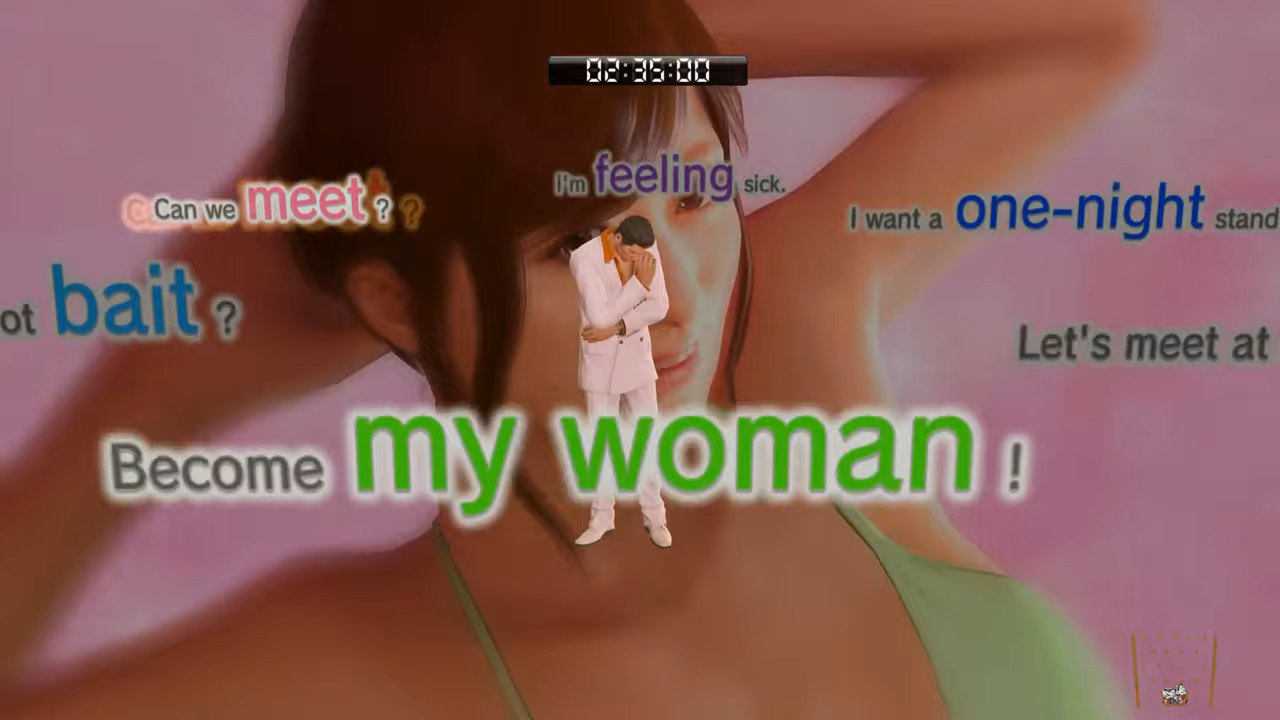 02:35:00
I'm feeling sick.
Can we meet ?
I want a one-night stand
ot bait ?
Let's meet at
Become my woman !